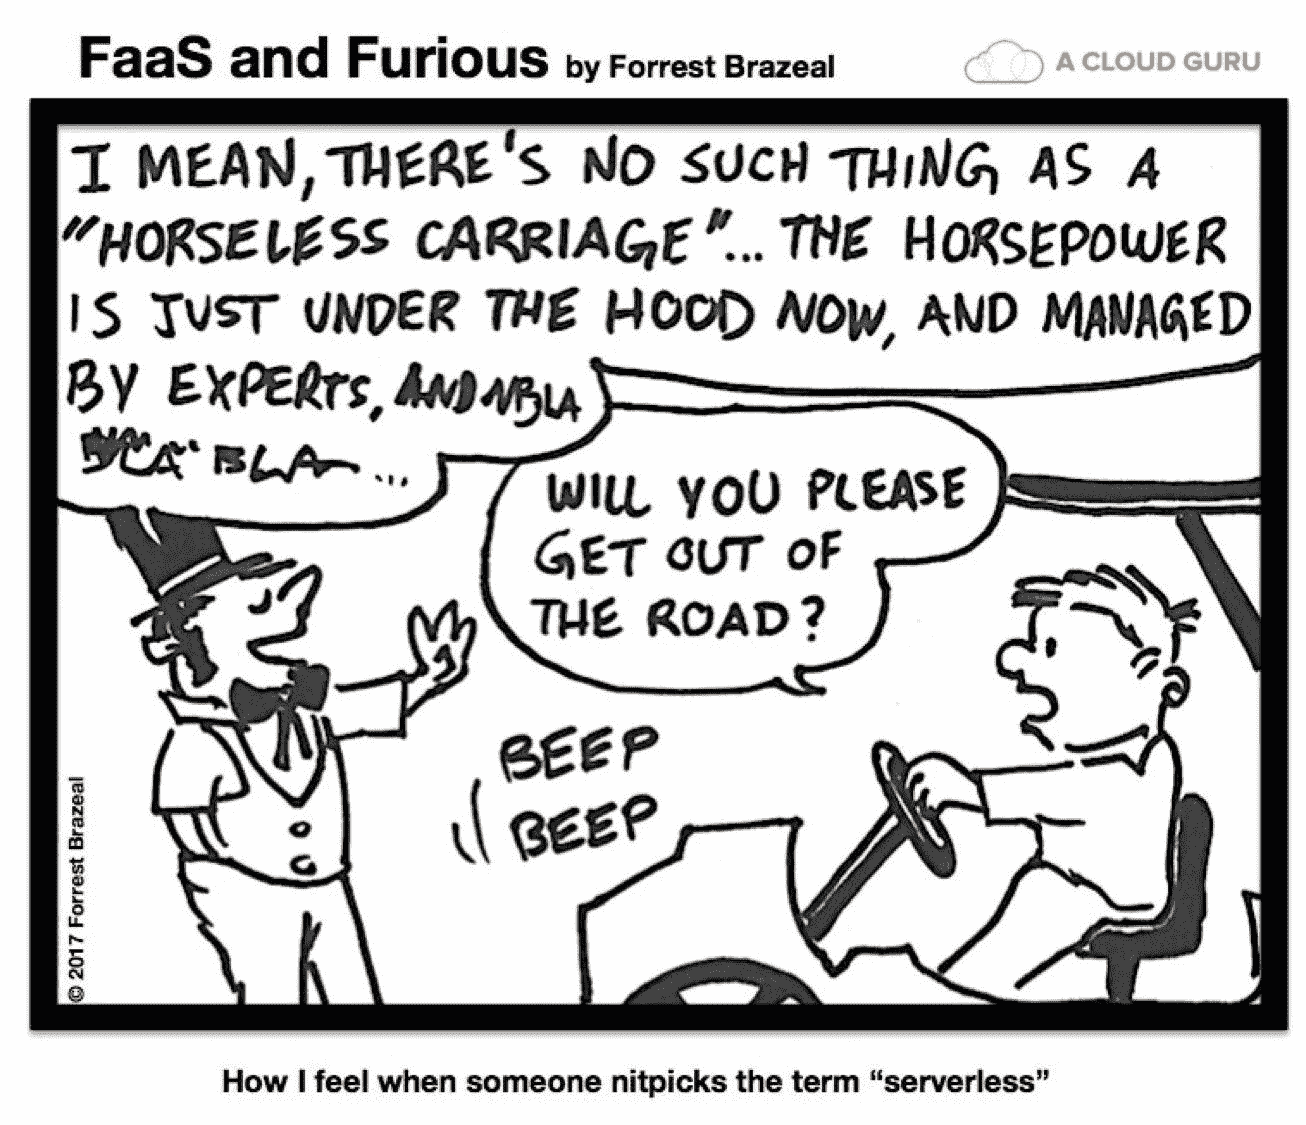 FaaS and Furious by Forrest Brazeal
A CLOUD GURU
I MEAN, THERE'S NO SUCH THING AS A
"HORSELESS CARRIAGE"... THE HORSEPOWER
IS JUST UNDER THE HOOD NOW, AND MANAGED
BY EXPERTS, AND BLA
BLA BLA...
WILL YOU PLEASE
GET OUT OF
THE ROAD?
BEEP
BEEP
© 2017 Forrest Brazeal
How I feel when someone nitpicks the term “serverless”